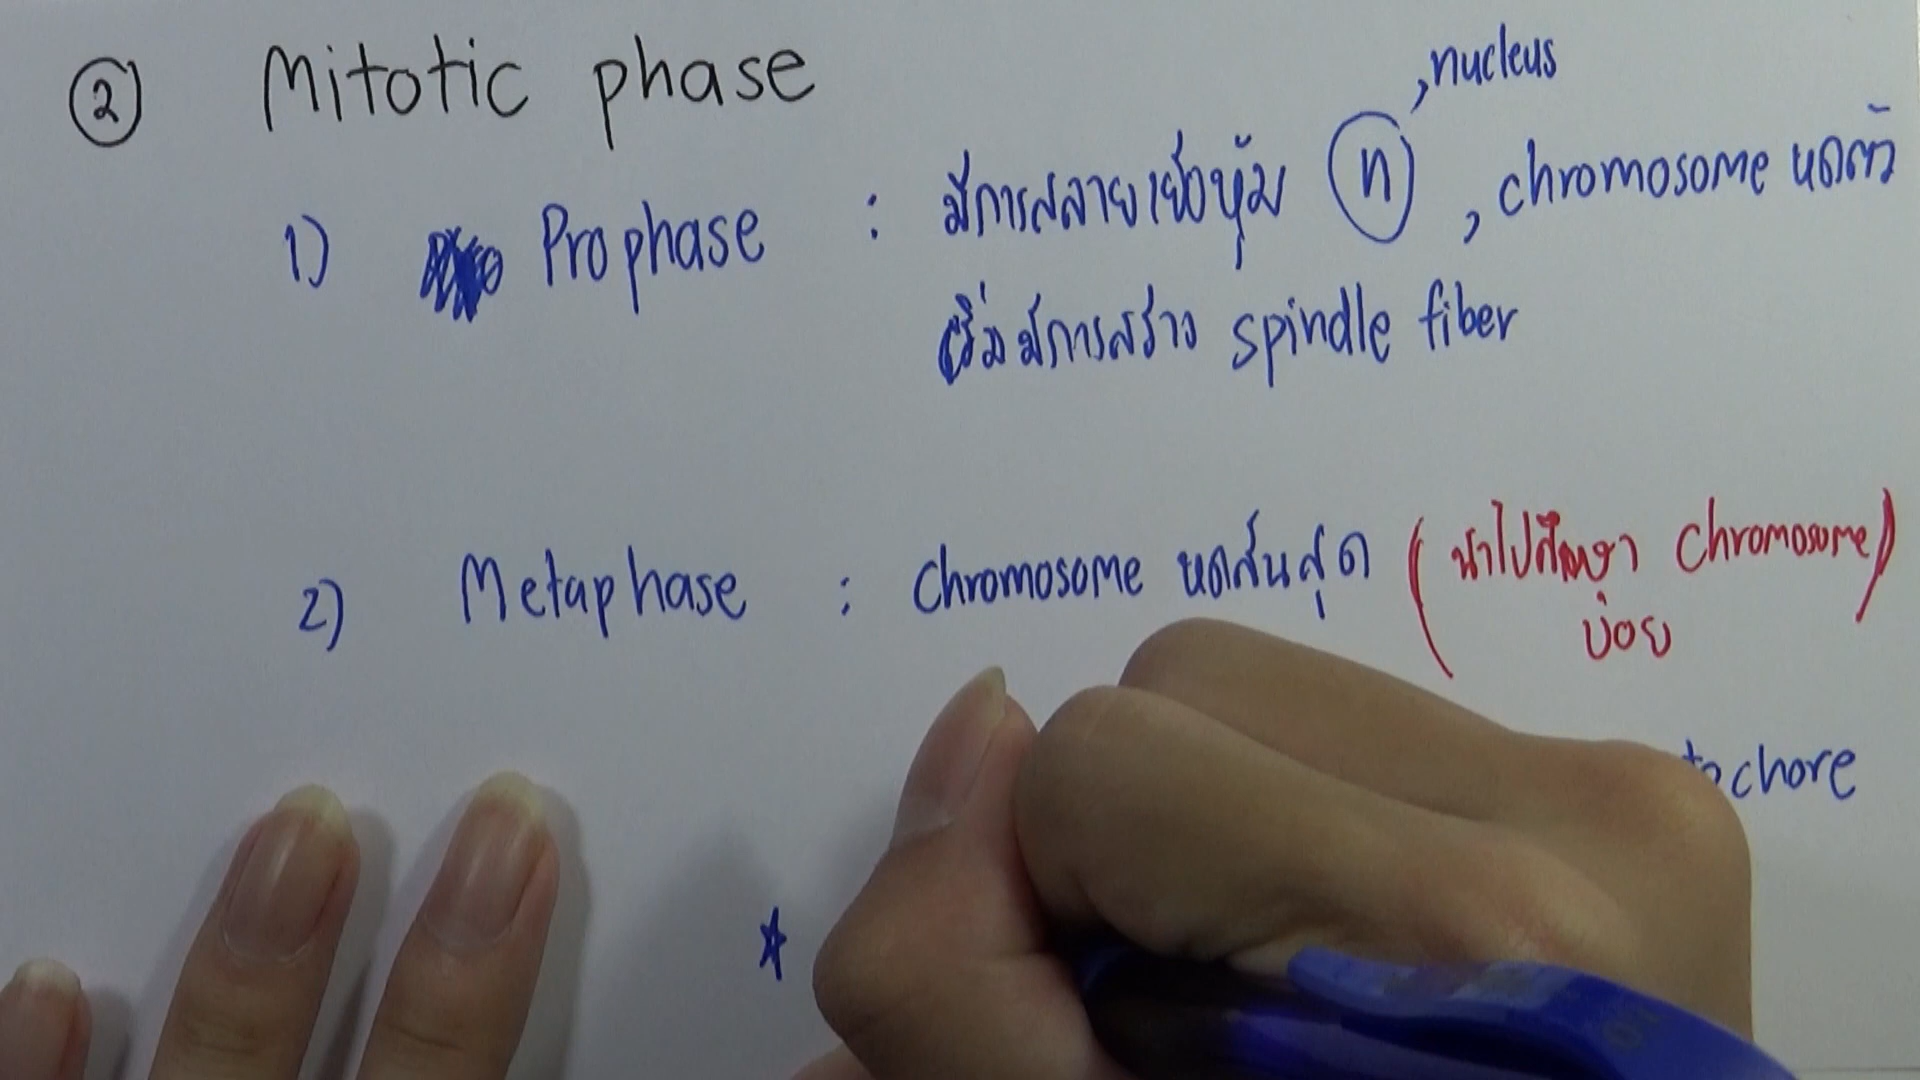 ② Mitotic phase
, nucleus
1) Prophase : มีการสลายเยื่อหุ้ม ⓝ , chromosome หดตัว
เริ่มมีการสร้าง spindle fiber
2) Metaphase : Chromosome หดสั้นสุด (นำไปศึกษา Chromosome)
บ่อย
chore